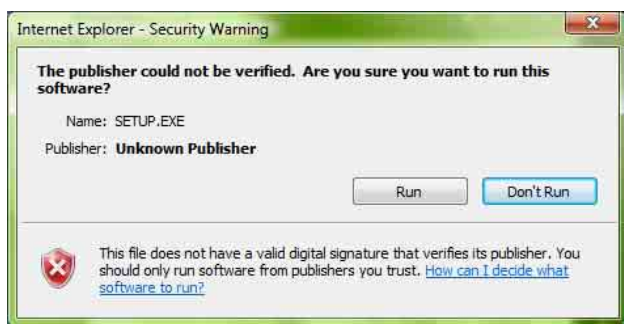 Internet Explorer - Security Warning
The publisher could not be verified. Are you sure you want to run this
software?
Name: SETUP.EXE
Publisher: Unknown Publisher
Run Don't Run
This file does not have a valid digital signature that verifies its publisher. You
should only run software from publishers you trust. How can I decide what
software to run?